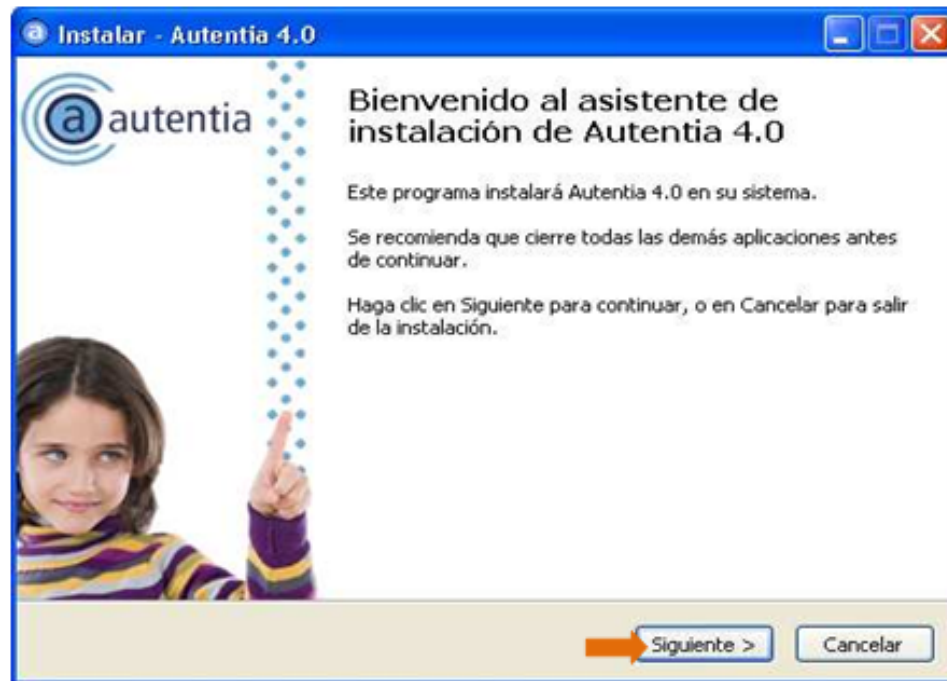 Instalar - Autentia 4.0
a autentia
Bienvenido al asistente de
instalación de Autentia 4.0
Este programa instalará Autentia 4.0 en su sistema.
Se recomienda que cierre todas las demás aplicaciones antes
de continuar.
Haga clic en Siguiente para continuar, o en Cancelar para salir
de la instalación.
Siguiente >
Cancelar